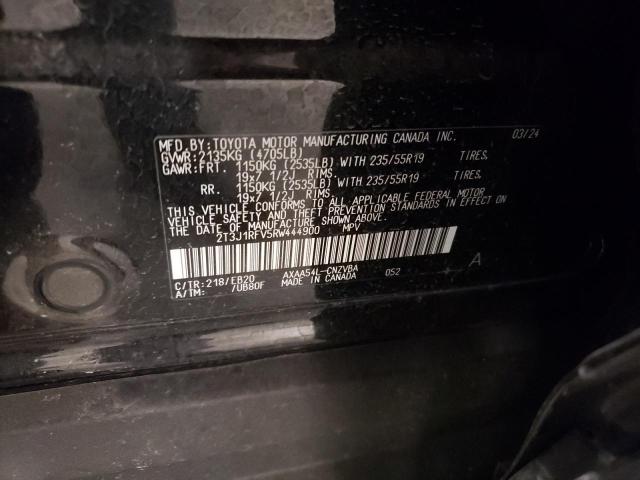 MFD.BY:TOYOTA MOTOR MANUFACTURING CANADA INC. 03/24
GVWR:2135KG (4705LB)
GAWR:FRT. 1150KG (2535LB) WITH 235/55R19 TIRES,
19x7 1/2J RIMS.
RR. 1150KG (2535LB) WITH 235/55R19 TIRES,
19x7 1/2J RIMS.
THIS VEHICLE CONFORMS TO ALL APPLICABLE FEDERAL MOTOR
VEHICLE SAFETY AND THEFT PREVENTION STANDARDS IN EFFECT ON
THE DATE OF MANUFACTURE SHOWN ABOVE.
2T3J1RFV5RW444900 MPV
C/TR:218/EB20 AXAA54L-CNZVBA 052 A
A/TM: /UB80F MADE IN CANADA